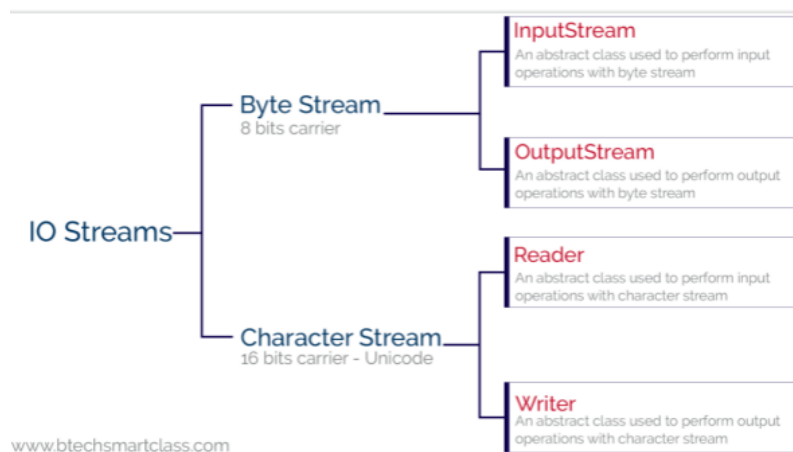 IO Streams
Byte Stream
8 bits carrier
InputStream
An abstract class used to perform input
operations with byte stream
OutputStream
An abstract class used to perform output
operations with byte stream
Character Stream
16 bits carrier - Unicode
Reader
An abstract class used to perform input
operations with character stream
Writer
An abstract class used to perform output
operations with character stream
www.btechsmartclass.com